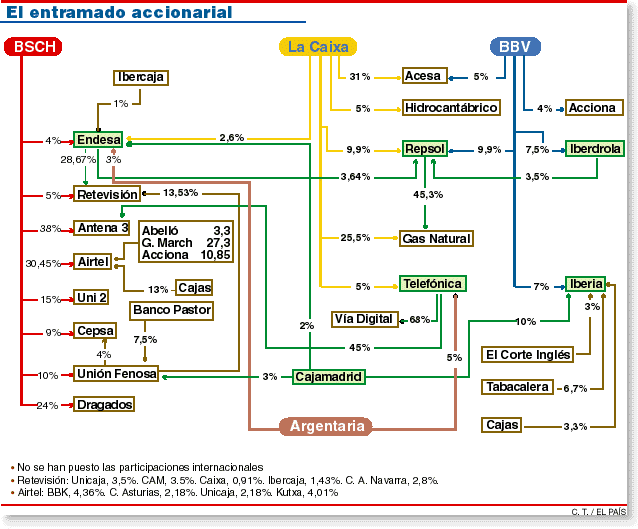 El entramado accionarial
BSCH
La Caixa
BBV
Ibercaja
31%
Acesa
5%
1%
5%
Hidrocantábrico
4%
Acciona
4%
Endesa
2,6%
9,9%
Repsol
9,9%
7,5%
Iberdrola
28,67%
3%
3,64%
3,5%
5%
Retevisión
13,53%
45,3%
38%
Antena 3
Abelló 3,3
G. March 27,3
Acciona 10,85
25,5%
Gas Natural
30,45%
Airtel
13%
Cajas
5%
Telefónica
7%
Iberia
15%
Uni 2
Banco Pastor
3%
Vía Digital
68%
10%
9%
Cepsa
7,5%
2%
4%
45%
5%
El Corte Inglés
10%
Unión Fenosa
3%
Cajamadrid
Tabacalera
6,7%
24%
Dragados
Argentaria
Cajas
3,3%
• No se han puesto las participaciones internacionales
• Retevisión: Unicaja, 3,5%. CAM, 3.5%. Caixa, 0,91%. Ibercaja, 1,43%. C. A. Navarra, 2,8%.
• Airtel: BBK, 4,36%. C. Asturias, 2,18%. Unicaja, 2,18%. Kutxa, 4,01%
C. T. / EL PAÍS